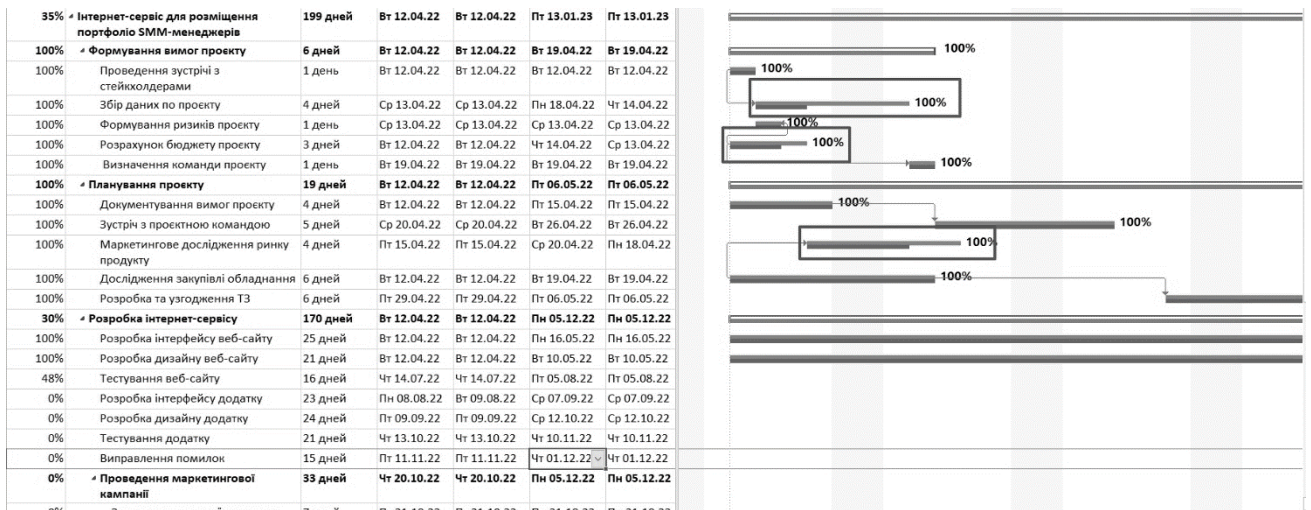 35% Інтернет-сервіс для розміщення 199 дней Вт 12.04.22 Вт 12.04.22 Пт 13.01.23 Пт 13.01.23
портфоліо SMM-менеджерів
100% Формування вимог проєкту 6 дней Вт 12.04.22 Вт 12.04.22 Вт 19.04.22 Вт 19.04.22 100%
100% Проведення зустрічі з 1 день Вт 12.04.22 Вт 12.04.22 Вт 12.04.22 Вт 12.04.22 100%
стейкхолдерами
100% Збір даних по проєкту 4 дней Ср 13.04.22 Ср 13.04.22 Пн 18.04.22 Чт 14.04.22 100%
100% Формування ризиків проєкту 1 день Ср 13.04.22 Ср 13.04.22 Ср 13.04.22 Ср 13.04.22 100%
100% Розрахунок бюджету проєкту 3 дней Вт 12.04.22 Вт 12.04.22 Чт 14.04.22 Ср 13.04.22 100%
100% Визначення команди проєкту 1 день Вт 19.04.22 Вт 19.04.22 Вт 19.04.22 Вт 19.04.22 100%
100% Планування проєкту 19 дней Вт 12.04.22 Вт 12.04.22 Пт 06.05.22 Пт 06.05.22
100% Документування вимог проєкту 4 дней Вт 12.04.22 Вт 12.04.22 Пт 15.04.22 Пт 15.04.22 100%
100% Зустріч з проєктною командою 5 дней Ср 20.04.22 Ср 20.04.22 Вт 26.04.22 Вт 26.04.22 100%
100% Маркетингове дослідження ринку 4 дней Пт 15.04.22 Пт 15.04.22 Ср 20.04.22 Пн 18.04.22 100%
продукту
100% Дослідження закупівлі обладнання 6 дней Вт 12.04.22 Вт 12.04.22 Вт 19.04.22 Вт 19.04.22 100%
100% Розробка та узгодження ТЗ 6 дней Пт 29.04.22 Пт 29.04.22 Пт 06.05.22 Пт 06.05.22
30% Розробка інтернет-сервісу 170 дней Вт 12.04.22 Вт 12.04.22 Пн 05.12.22 Пн 05.12.22
100% Розробка інтерфейсу веб-сайту 25 дней Вт 12.04.22 Вт 12.04.22 Пн 16.05.22 Пн 16.05.22
100% Розробка дизайну веб-сайту 21 дней Вт 12.04.22 Вт 12.04.22 Вт 10.05.22 Вт 10.05.22
48% Тестування веб-сайту 16 дней Чт 14.07.22 Чт 14.07.22 Пт 05.08.22 Пт 05.08.22
0% Розробка інтерфейсу додатку 23 дней Пн 08.08.22 Вт 09.08.22 Ср 07.09.22 Ср 07.09.22
0% Розробка дизайну додатку 24 дней Пт 09.09.22 Пт 09.09.22 Ср 12.10.22 Ср 12.10.22
0% Тестування додатку 21 дней Чт 13.10.22 Чт 13.10.22 Чт 10.11.22 Чт 10.11.22
0% Виправлення помилок 15 дней Пт 11.11.22 Пт 11.11.22 Чт 01.12.22 Чт 01.12.22
0% Проведення маркетингової 33 дней Чт 20.10.22 Чт 20.10.22 Пн 05.12.22 Пн 05.12.22
кампанії